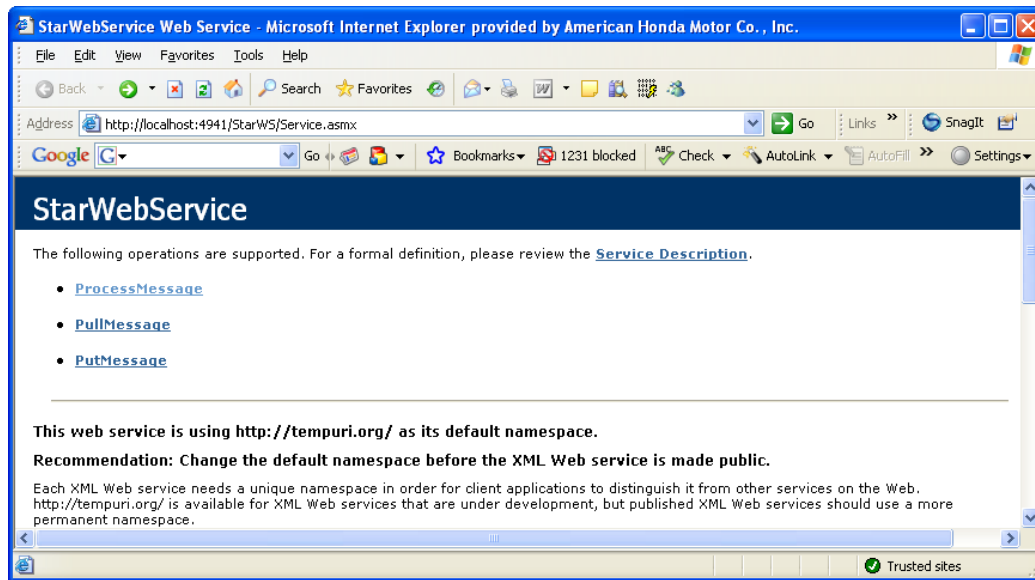 StarWebService Web Service - Microsoft Internet Explorer provided by American Honda Motor Co., Inc.
File Edit View Favorites Tools Help
Back Search Favorites
Address http://localhost:4941/StarWS/Service.asmx Go Links » SnagIt
Google G Go Bookmarks 1231 blocked ABC Check AutoLink AutoFill » Settings
StarWebService
The following operations are supported. For a formal definition, please review the Service Description.
• ProcessMessage
• PullMessage
• PutMessage
This web service is using http://tempuri.org/ as its default namespace.
Recommendation: Change the default namespace before the XML Web service is made public.
Each XML Web service needs a unique namespace in order for client applications to distinguish it from other services on the Web.
http://tempuri.org/ is available for XML Web services that are under development, but published XML Web services should use a more
permanent namespace.
Trusted sites